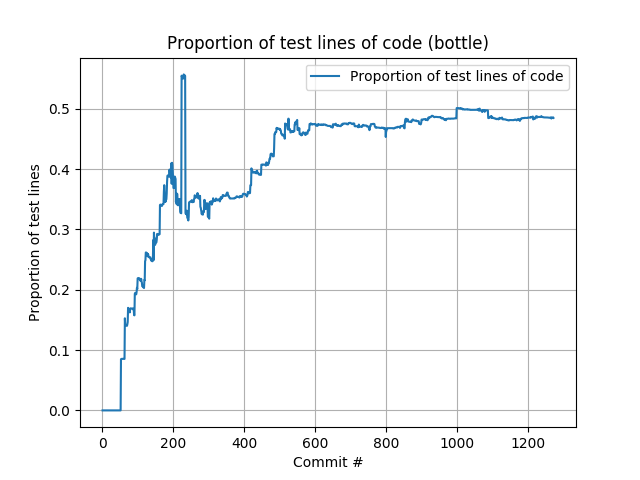 Proportion of test lines of code (bottle)
Proportion of test lines of code
Proportion of test lines
0.5
0.4
0.3
0.2
0.1
0.0
0 200 400 600 800 1000 1200
Commit #